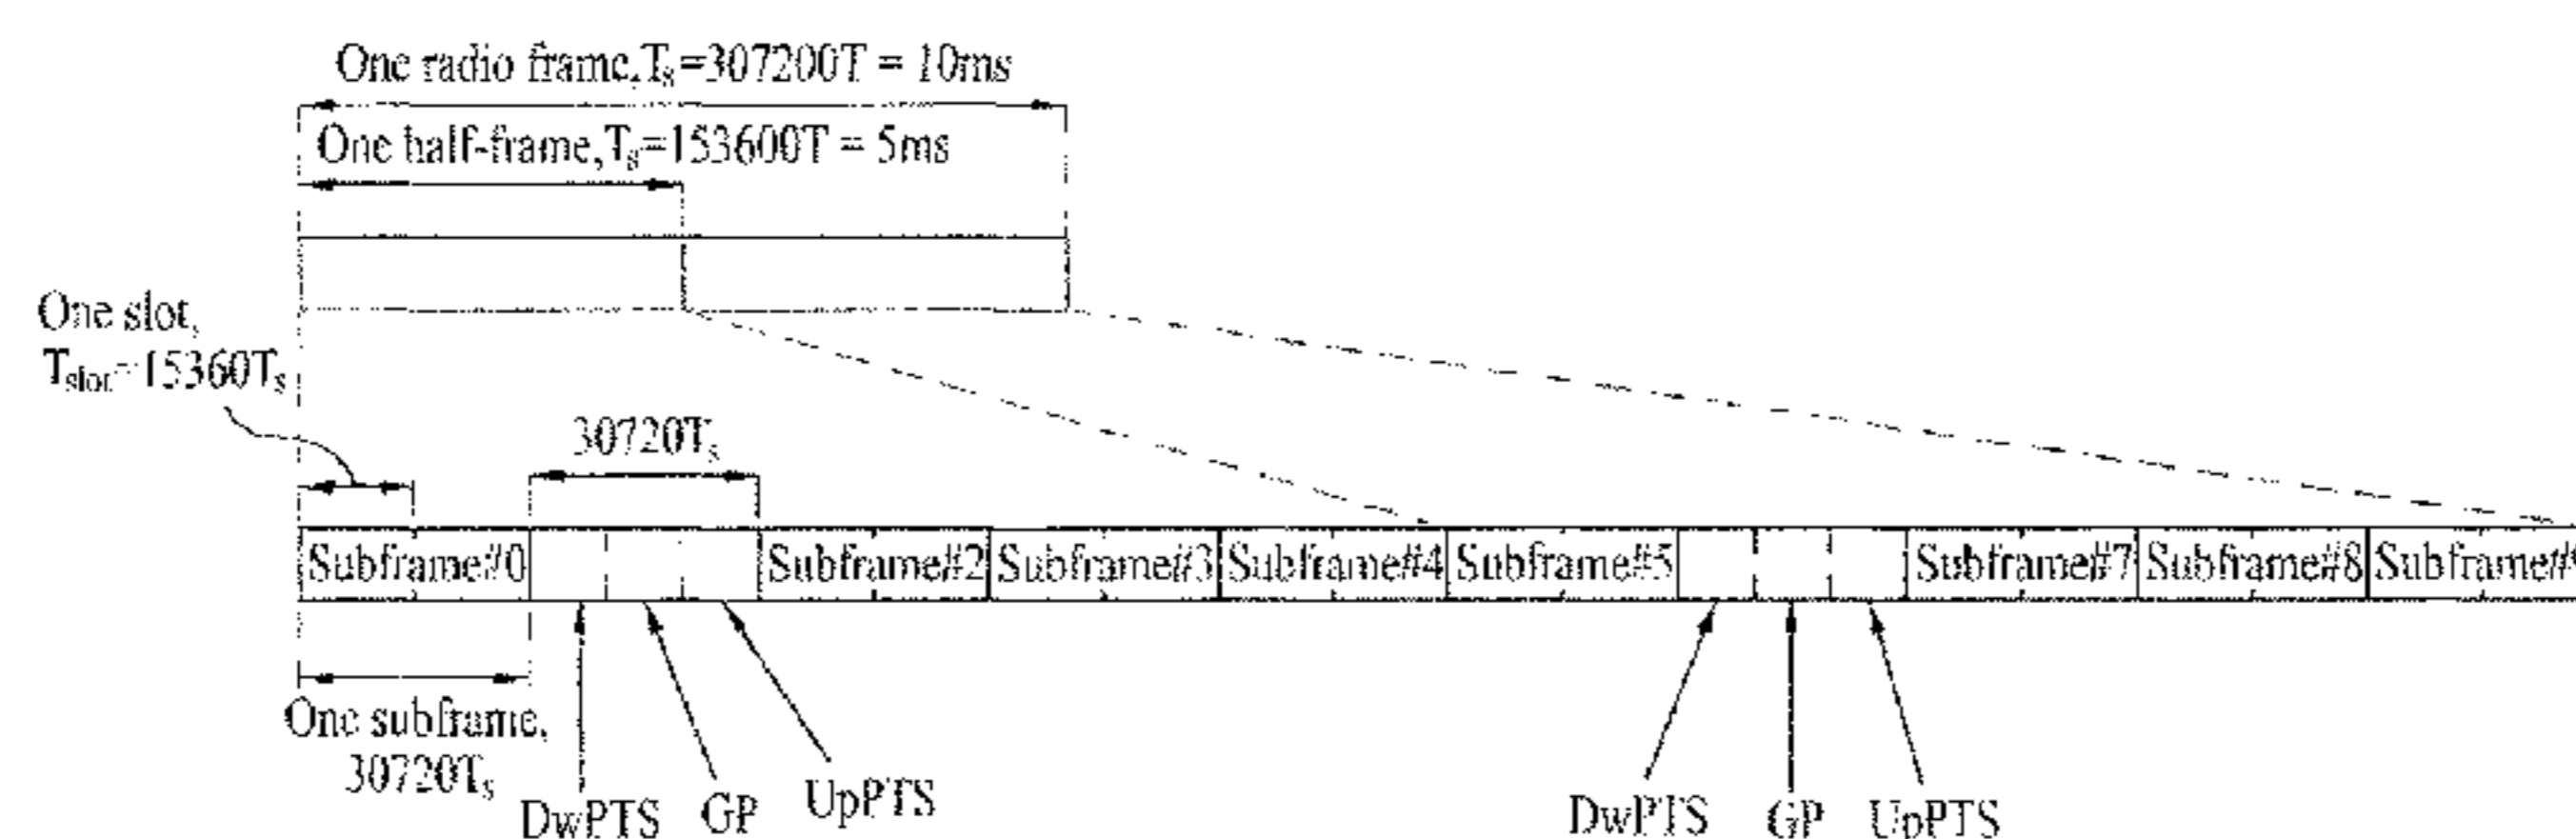 One radio frame,Ts=307200T = 10ms
One half-frame,Ts=153600T = 5ms
One slot,
Tslot=15360Ts
30720Ts
Subframe#0 Subframe#2 Subframe#3 Subframe#4 Subframe#5 Subframe#7 Subframe#8 Subframe#
One subframe,
30720Ts
DwPTS GP UpPTS DwPTS GP UpPTS